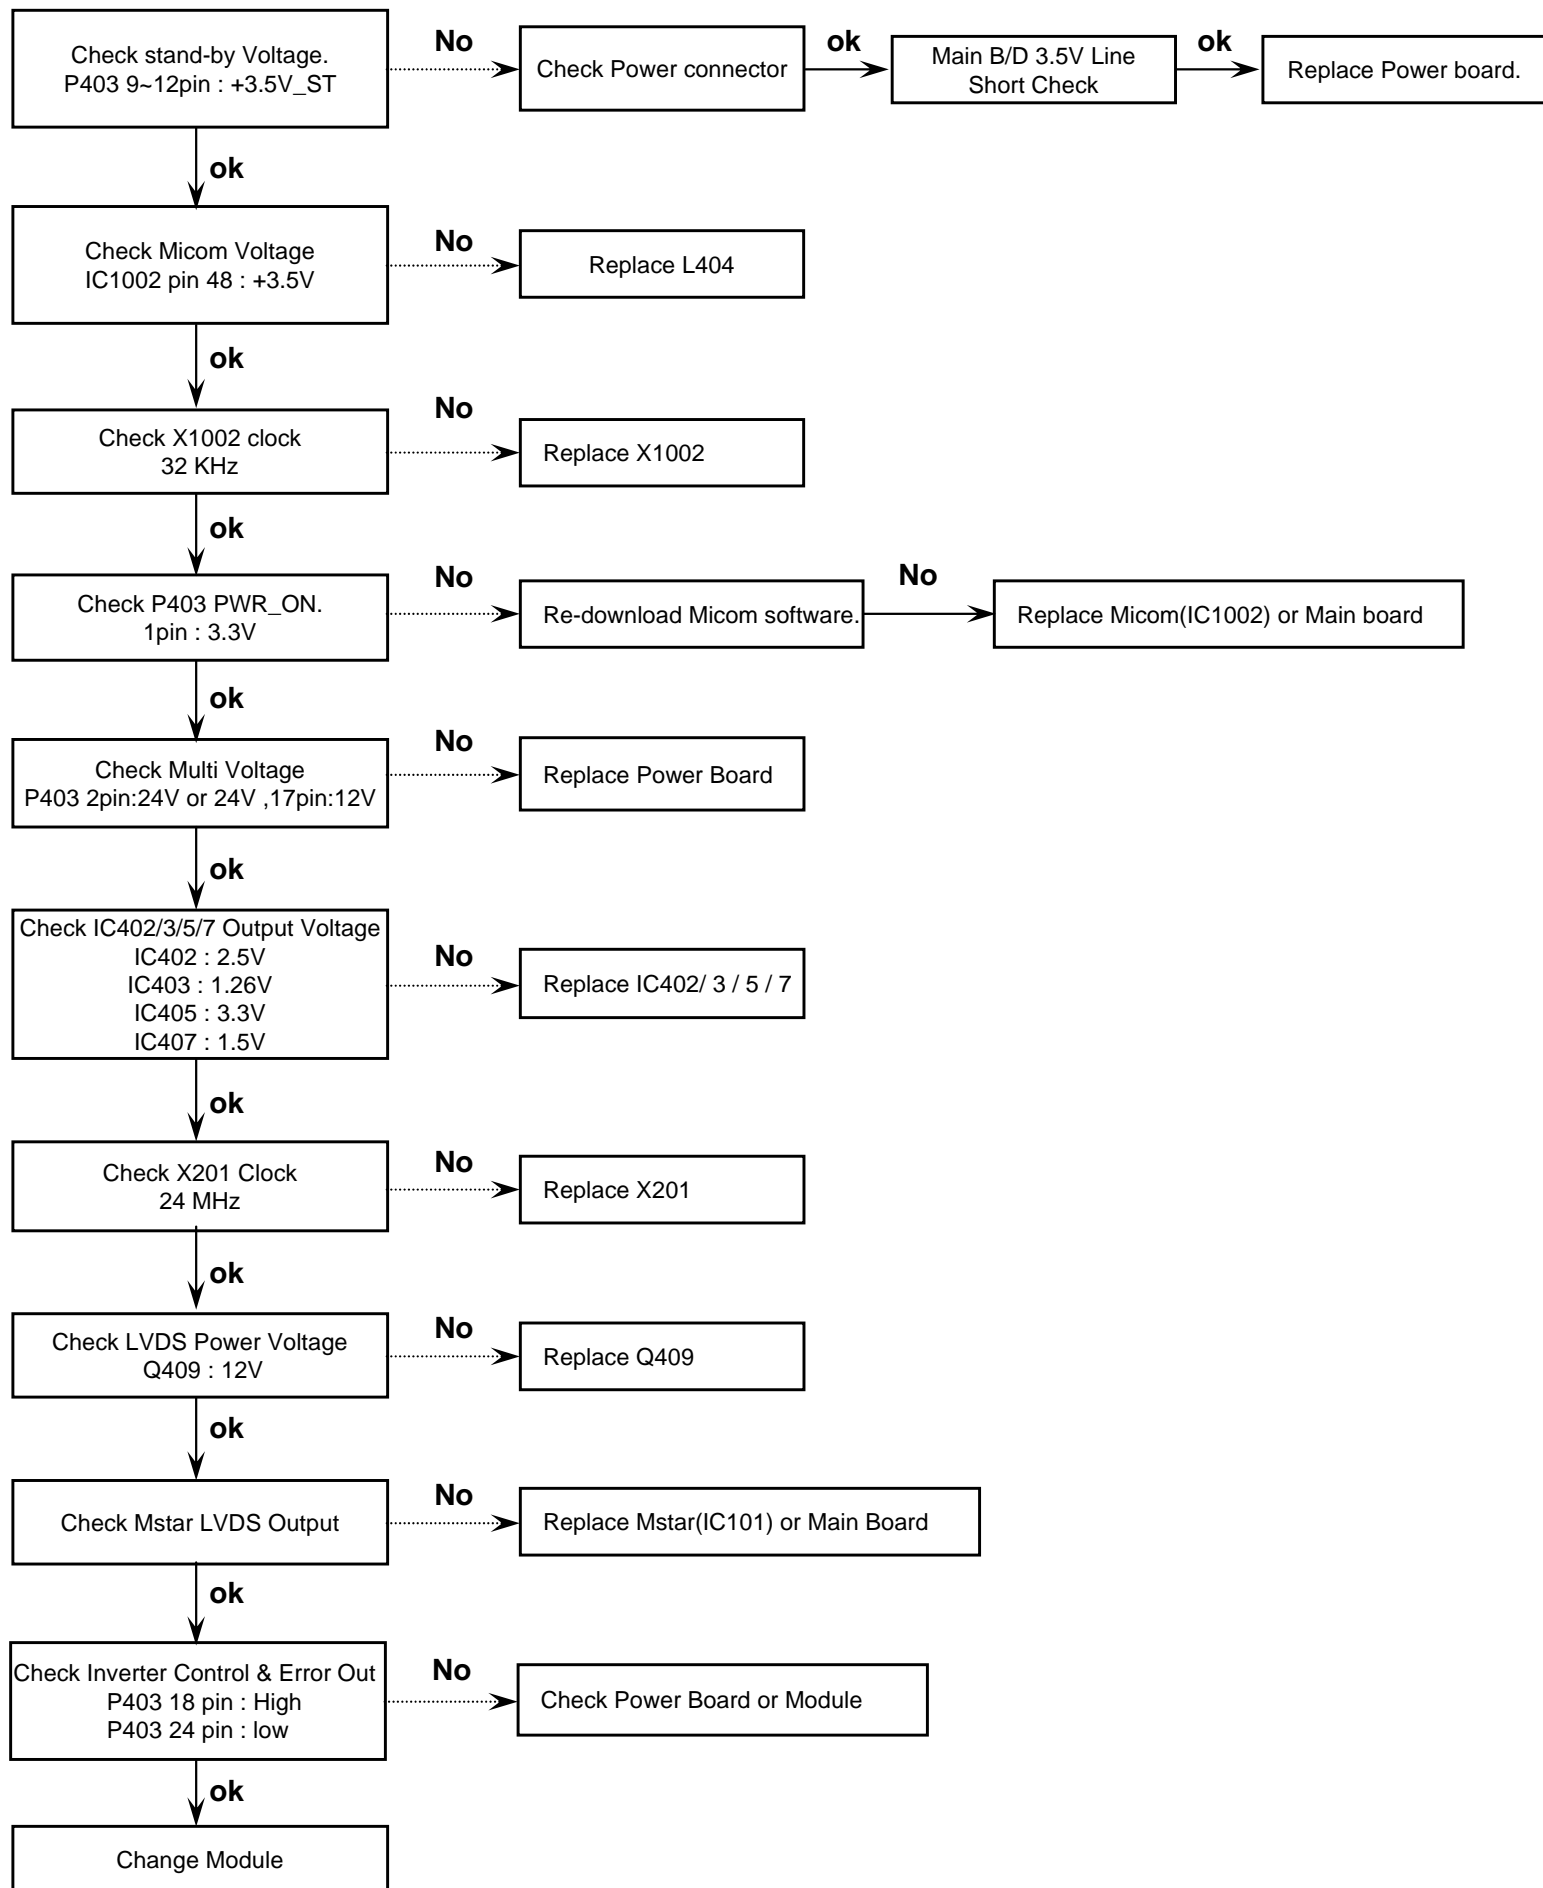 Check stand-by Voltage.
P403 9~12pin : +3.5V_ST
No
Check Power connector
ok
Main B/D 3.5V Line
Short Check
ok
Replace Power board.
ok
Check Micom Voltage
IC1002 pin 48 : +3.5V
No
Replace L404
ok
Check X1002 clock
32 KHz
No
Replace X1002
ok
Check P403 PWR_ON.
1pin : 3.3V
No
Re-download Micom software.
No
Replace Micom(IC1002) or Main board
ok
Check Multi Voltage
P403 2pin:24V or 24V ,17pin:12V
No
Replace Power Board
ok
Check IC402/3/5/7 Output Voltage
IC402 : 2.5V
IC403 : 1.26V
IC405 : 3.3V
IC407 : 1.5V
No
Replace IC402/ 3 / 5 / 7
ok
Check X201 Clock
24 MHz
No
Replace X201
ok
Check LVDS Power Voltage
Q409 : 12V
No
Replace Q409
ok
Check Mstar LVDS Output
No
Replace Mstar(IC101) or Main Board
ok
Check Inverter Control & Error Out
P403 18 pin : High
P403 24 pin : low
No
Check Power Board or Module
ok
Change Module